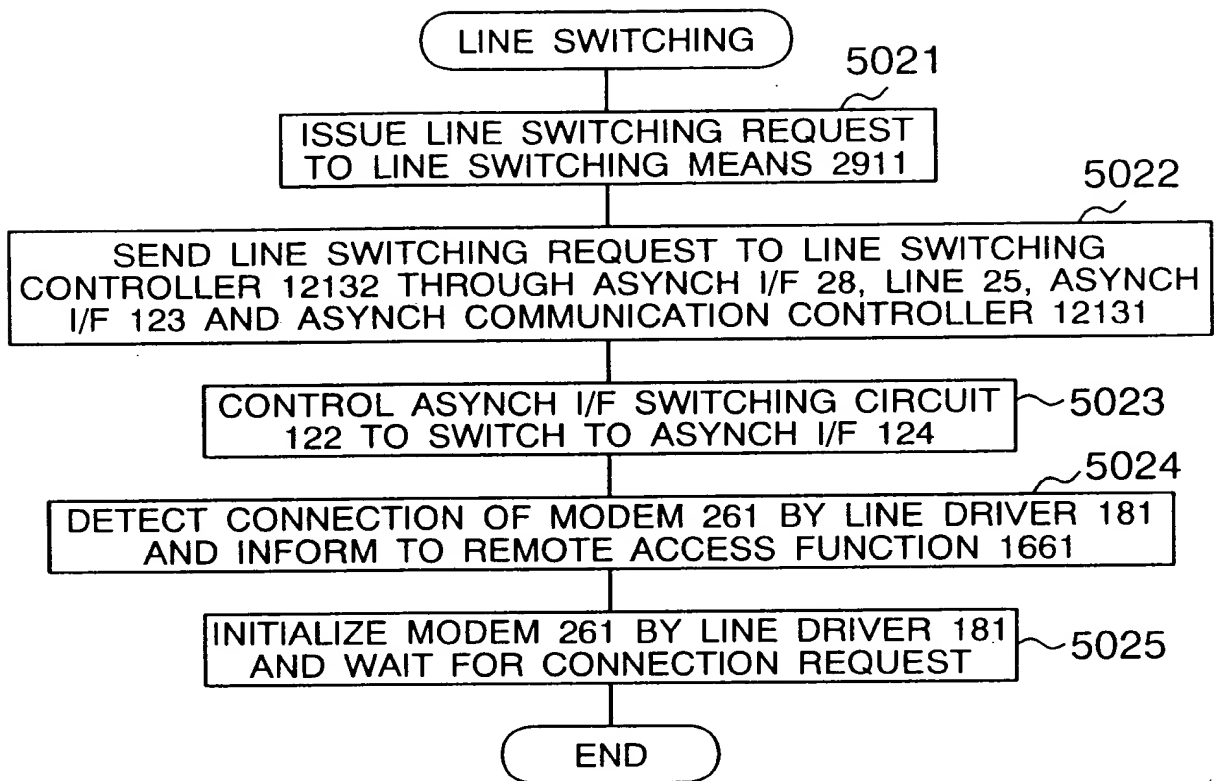 LINE SWITCHING
5021
ISSUE LINE SWITCHING REQUEST
TO LINE SWITCHING MEANS 2911
5022
SEND LINE SWITCHING REQUEST TO LINE SWITCHING
CONTROLLER 12132 THROUGH ASYNCH I/F 28, LINE 25, ASYNCH
I/F 123 AND ASYNCH COMMUNICATION CONTROLLER 12131
CONTROL ASYNCH I/F SWITCHING CIRCUIT
122 TO SWITCH TO ASYNCH I/F 124
5023
5024
DETECT CONNECTION OF MODEM 261 BY LINE DRIVER 181
AND INFORM TO REMOTE ACCESS FUNCTION 1661
INITIALIZE MODEM 261 BY LINE DRIVER 181
AND WAIT FOR CONNECTION REQUEST
5025
END